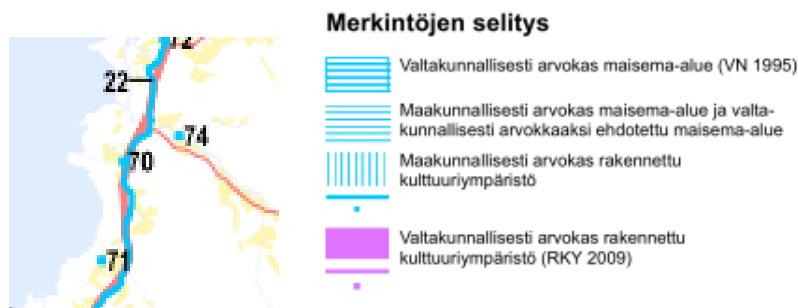 Merkintöjen selitys
Valtakunnallisesti arvokas maisema-alue (VN 1995)
Maakunnallisesti arvokas maisema-alue ja valta-
kunnallisesti arvokkaaksi ehdotettu maisema-alue
Maakunnallisesti arvokas rakennettu
kulttuuriympäristö
Valtakunnallisesti arvokas rakennettu
kulttuuriympäristö (RKY 2009)
22
74
70
71